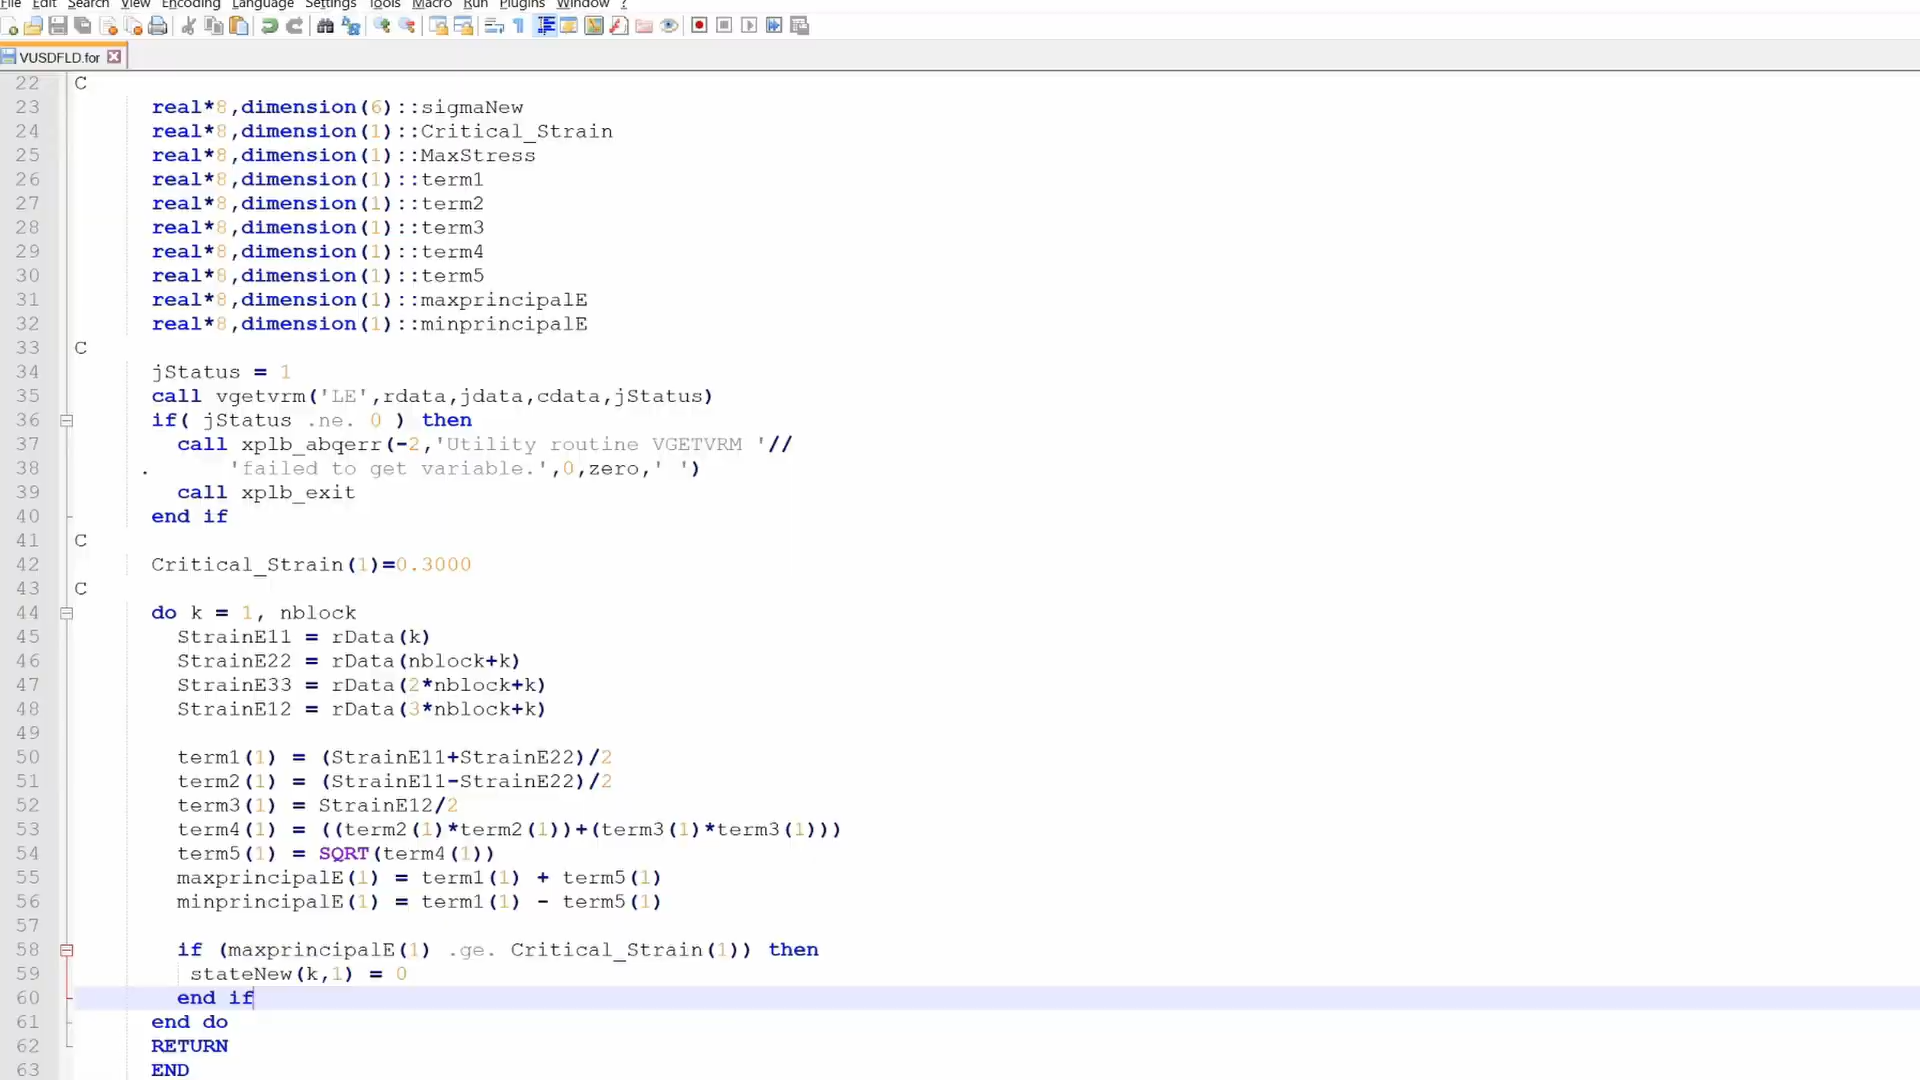 File Edit Search View Encoding Language Settings Tools Macro Run Plugins Window ?
VUSDFLD.for
22 C
23 real*8,dimension(6)::sigmaNew
24 real*8,dimension(1)::Critical_Strain
25 real*8,dimension(1)::MaxStress
26 real*8,dimension(1)::term1
27 real*8,dimension(1)::term2
28 real*8,dimension(1)::term3
29 real*8,dimension(1)::term4
30 real*8,dimension(1)::term5
31 real*8,dimension(1)::maxprincipalE
32 real*8,dimension(1)::minprincipalE
33 C
34 jStatus = 1
35 call vgetvrm('LE',rdata,jdata,cdata,jStatus)
36 if( jStatus .ne. 0 ) then
37 call xplb_abqerr(-2,'Utility routine VGETVRM '//
38 . 'failed to get variable.',0,zero,' ')
39 call xplb_exit
40 end if
41 C
42 Critical_Strain(1)=0.3000
43 C
44 do k = 1, nblock
45 StrainE11 = rData(k)
46 StrainE22 = rData(nblock+k)
47 StrainE33 = rData(2*nblock+k)
48 StrainE12 = rData(3*nblock+k)
49
50 term1(1) = (StrainE11+StrainE22)/2
51 term2(1) = (StrainE11-StrainE22)/2
52 term3(1) = StrainE12/2
53 term4(1) = ((term2(1)*term2(1))+(term3(1)*term3(1)))
54 term5(1) = SQRT(term4(1))
55 maxprincipalE(1) = term1(1) + term5(1)
56 minprincipalE(1) = term1(1) - term5(1)
57
58 if (maxprincipalE(1) .ge. Critical_Strain(1)) then
59 stateNew(k,1) = 0
60 end if
61 end do
62 RETURN
63 END